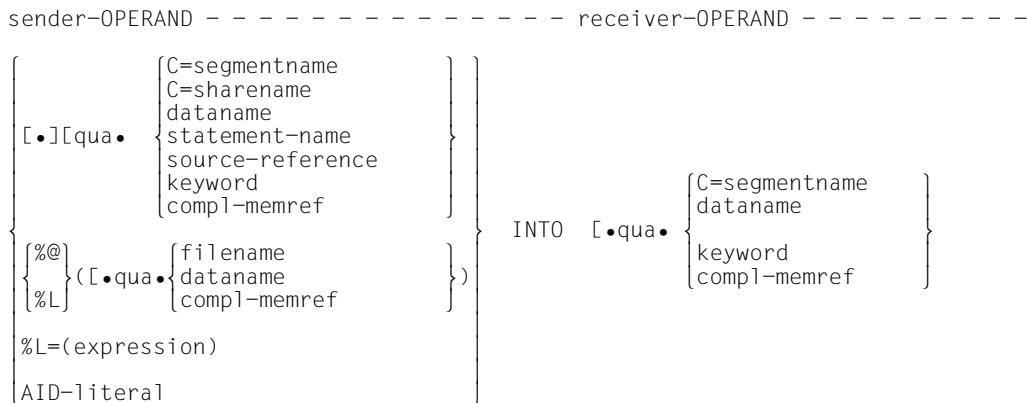 sender-OPERAND - - - - - - - - - - - - - - - - - receiver-OPERAND - - - - - - - - -
C=segmentname
C=sharename
dataname
[•][qua• statement-name
source-reference
keyword C=segmentname
compl-memref dataname
INTO [•qua•
%@ filename keyword
([•qua• dataname ) compl-memref
%L compl-memref
%L=(expression)
AID-literal